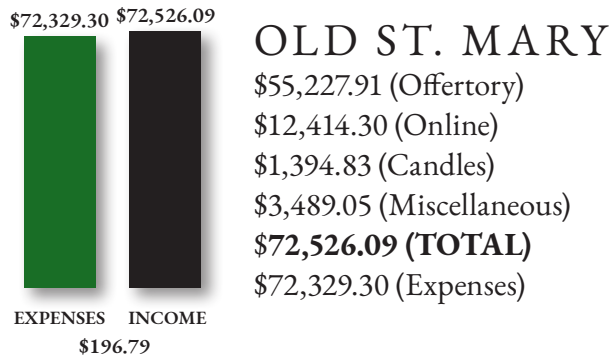 $72,329.30 $72,526.09
EXPENSES INCOME
$196.79
OLD ST. MARY
$55,227.91 (Offertory)
$12,414.30 (Online)
$1,394.83 (Candles)
$3,489.05 (Miscellaneous)
$72,526.09 (TOTAL)
$72,329.30 (Expenses)